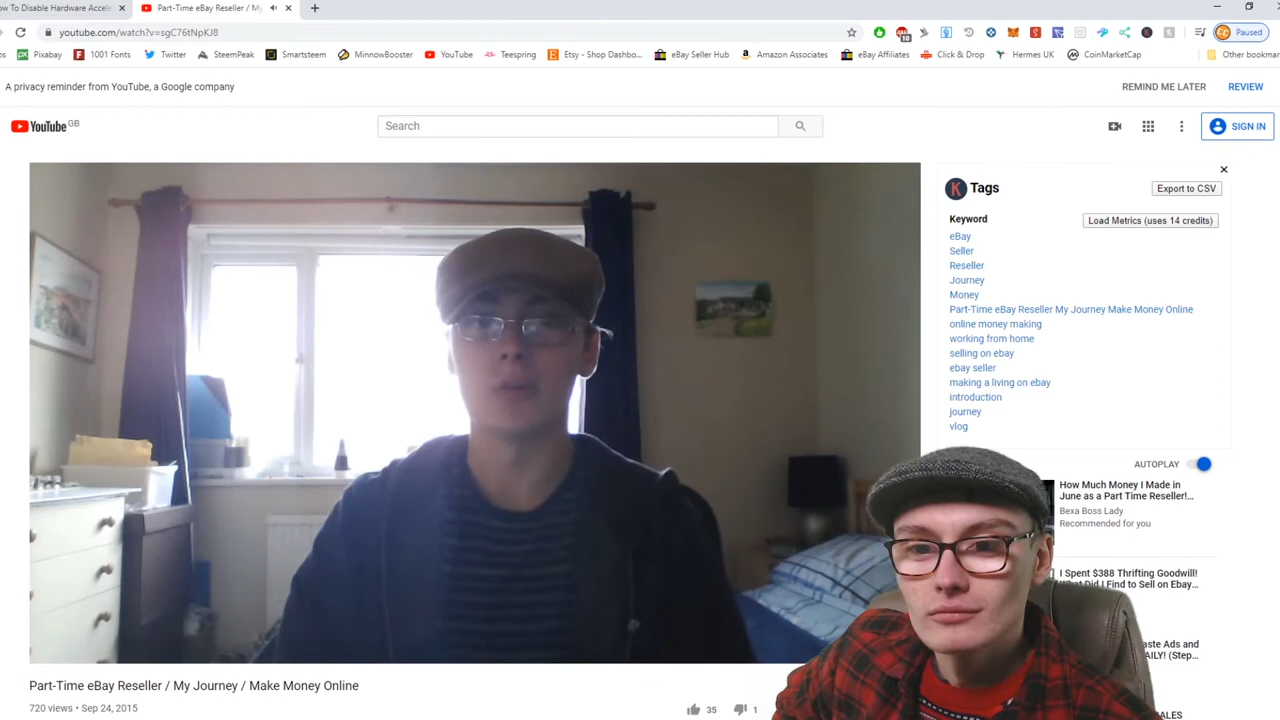 ow To Disable Hardware Accele
Part-Time eBay Reseller / My
youtube.com/watch?v=sgC76tNpKJ8
Paused
Pixabay
1001 Fonts
Twitter
SteemPeak
Smartsteem
MinnowBooster
YouTube
Teespring
Etsy - Shop Dashbo...
eBay Seller Hub
Amazon Associates
eBay Affiliates
Click & Drop
Hermes UK
CoinMarketCap
Other bookmar
A privacy reminder from YouTube, a Google company
REMIND ME LATER
REVIEW
YouTube GB
Search
SIGN IN
K Tags
Export to CSV
Keyword
Load Metrics (uses 14 credits)
eBay
Seller
Reseller
Journey
Money
Part-Time eBay Reseller My Journey Make Money Online
online money making
working from home
selling on ebay
ebay seller
making a living on ebay
introduction
journey
vlog
AUTOPLAY
How Much Money I Made in
June as a Part Time Reseller!...
Bexa Boss Lady
Recommended for you
I Spent $388 Thrifting Goodwill!
What Did I Find to Sell on Ebay...
aste Ads and
AILY! (Step...
ALES
Part-Time eBay Reseller / My Journey / Make Money Online
720 views • Sep 24, 2015
35
1